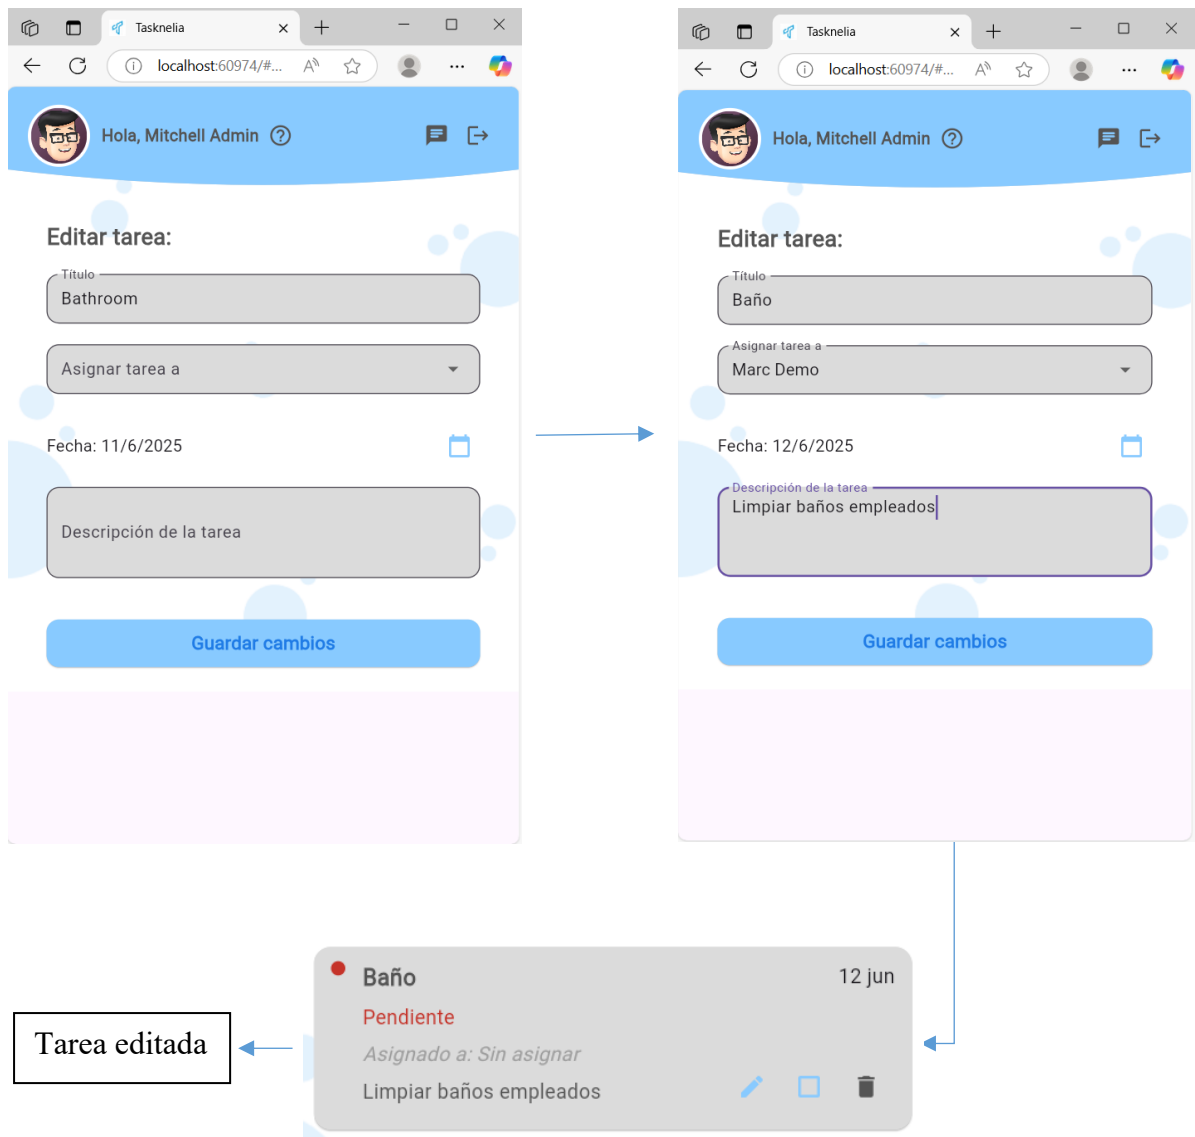 Tasknelia
localhost:60974/#...
Hola, Mitchell Admin
Editar tarea:
Título
Bathroom
Asignar tarea a
Fecha: 11/6/2025
Descripción de la tarea
Guardar cambios
Tasknelia
localhost:60974/#...
Hola, Mitchell Admin
Editar tarea:
Título
Baño
Asignar tarea a
Marc Demo
Fecha: 12/6/2025
Descripción de la tarea
Limpiar baños empleados
Guardar cambios
Baño
12 jun
Pendiente
Asignado a: Sin asignar
Limpiar baños empleados
Tarea editada